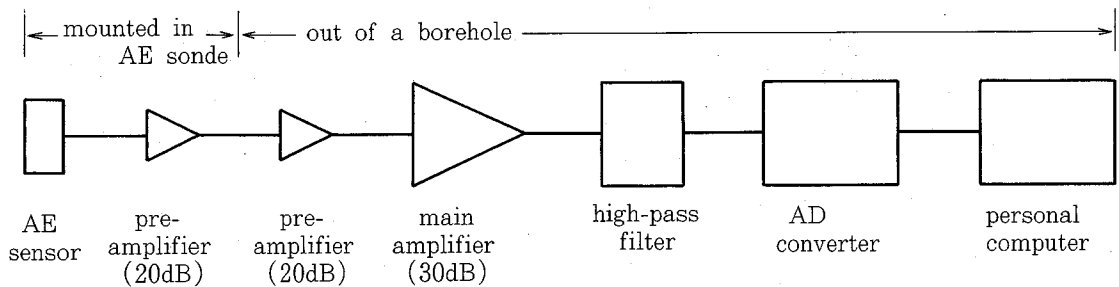 mounted in
AE sonde
out of a borehole
AE
sensor
pre-
amplifier
(20dB)
pre-
amplifier
(20dB)
main
amplifier
(30dB)
high-pass
filter
AD
converter
personal
computer